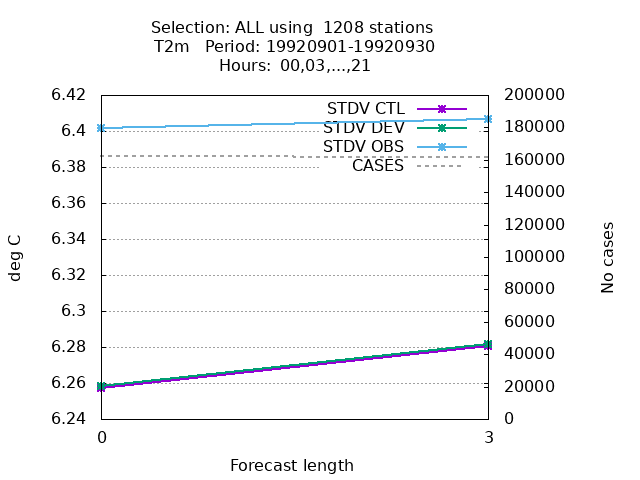 Selection: ALL using  1208 stations
T2m   Period: 19920901-19920930
Hours:  00,03,...,21
6.42
6.4
6.38
6.36
6.34
6.32
6.3
6.28
6.26
6.24
deg C
STDV CTL
STDV DEV
STDV OBS
CASES
200000
180000
160000
140000
120000
100000
80000
60000
40000
20000
0
No cases
0
3
Forecast length